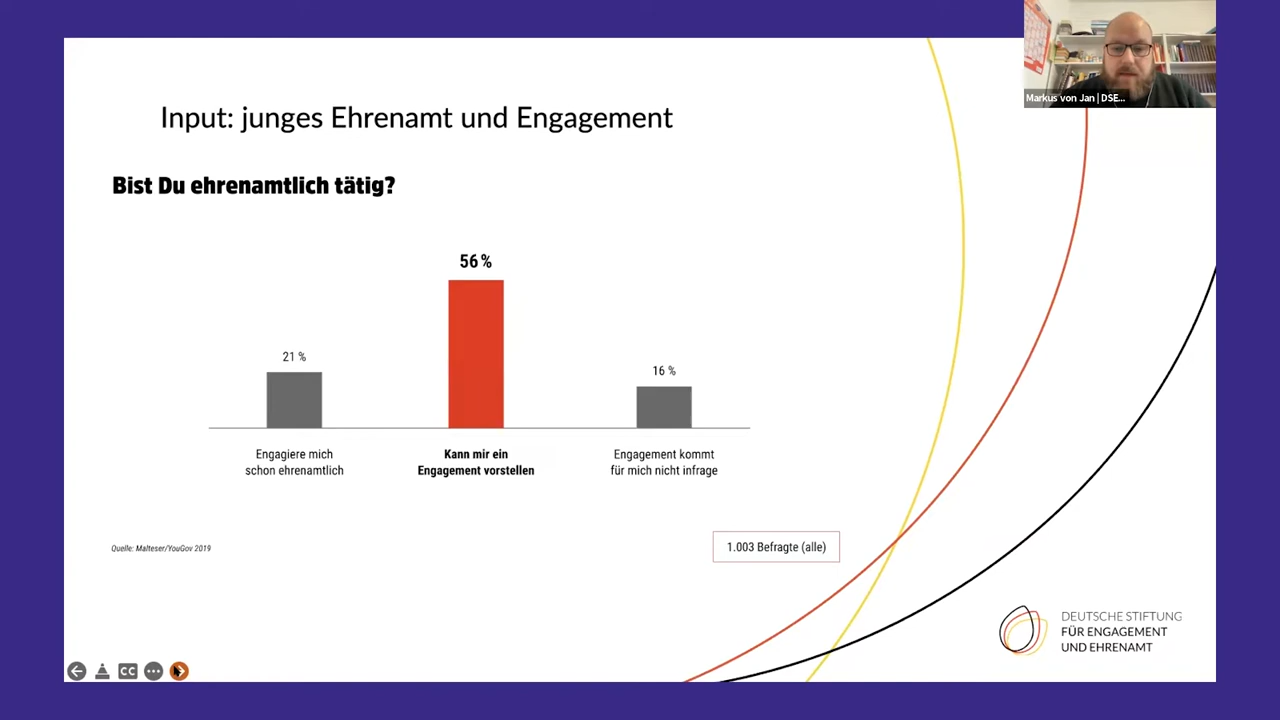 Markus von Jan | DSE...
Input: junges Ehrenamt und Engagement
Bist Du ehrenamtlich tätig?
56 %
21 %
16 %
Engagiere mich
schon ehrenamtlich
Kann mir ein
Engagement vorstellen
Engagement kommt
für mich nicht infrage
Quelle: Malteser/YouGov 2019
1.003 Befragte (alle)
DEUTSCHE STIFTUNG
FÜR ENGAGEMENT
UND EHRENAMT
CC